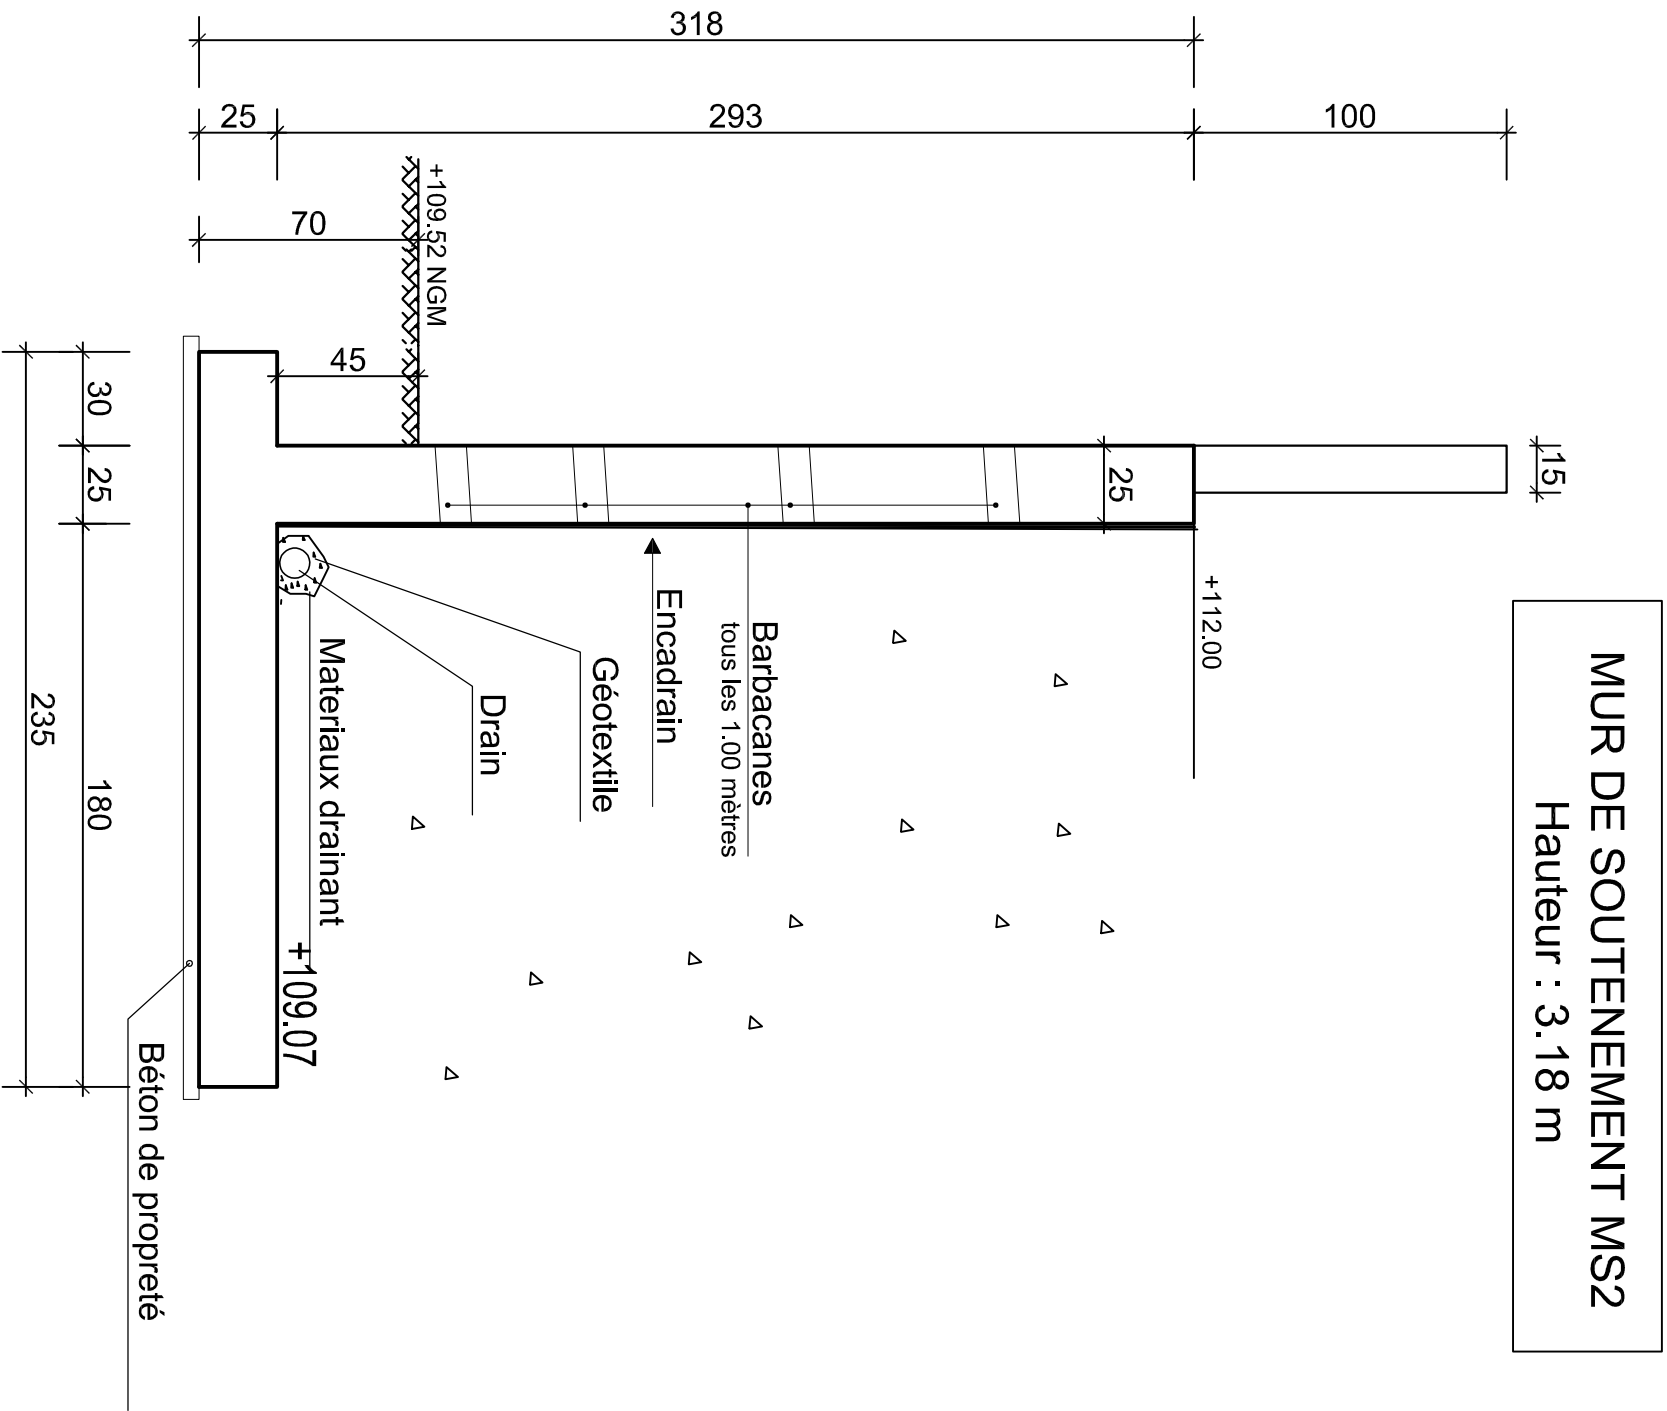 MUR DE SOUTENEMENT MS2
Hauteur : 3.18 m
15
100
+112.00
25
293
318
Barbacanes
tous les 1.00 mètres
Encadrain
Géotextile
Drain
Materiaux drainant
+109.52 NGM
45
70
25
+109.07
Béton de propreté
30
25
180
235